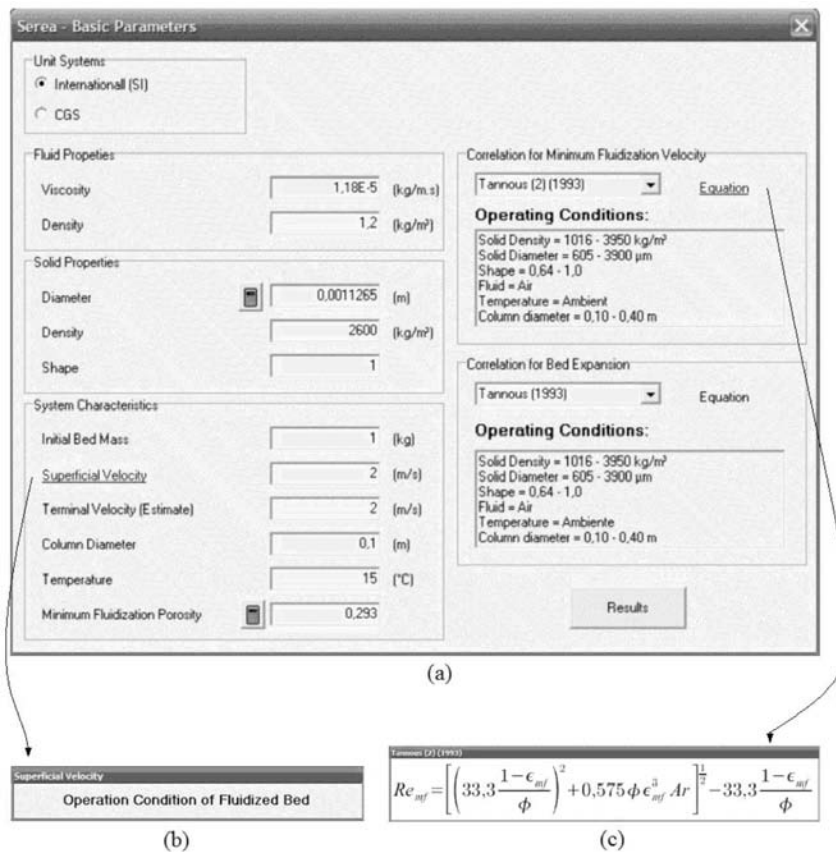 Serea - Basic Parameters
Unit Systems
Internationall (SI)
CGS
Fluid Propeties
Viscosity 1,18E-5 (kg/m.s)
Density 1,2 (kg/m³)
Solid Properties
Diameter 0,0011265 (m)
Density 2600 (kg/m³)
Shape 1
System Characteristics
Initial Bed Mass 1 (kg)
Superficial Velocity 2 (m/s)
Terminal Velocity (Estimate) 2 (m/s)
Column Diameter 0,1 (m)
Temperature 15 (°C)
Minimum Fluidization Porosity 0,293
Correlation for Minimum Fluidization Velocity
Tannous (2) (1993) Equation
Operating Conditions:
Solid Density = 1016 - 3950 kg/m³
Solid Diameter = 605 - 3900 µm
Shape = 0,64 - 1,0
Fluid = Air
Temperature = Ambient
Column diameter = 0,10 - 0,40 m
Correlation for Bed Expansion
Tannous (1993) Equation
Operating Conditions:
Solid Density = 1016 - 3950 kg/m³
Solid Diameter = 605 - 3900 µm
Shape = 0,64 - 1,0
Fluid = Air
Temperature = Ambiente
Column diameter = 0,10 - 0,40 m
Results
(a)
Superficial Velocity
Operation Condition of Fluidized Bed
(b)
Tannous (2) (1993)
Re_mf = [ ( 33,3 (1−ϵ_mf)/ϕ )² + 0,575 ϕ ϵ³_mf Ar ]^(1/2) − 33,3 (1−ϵ_mf)/ϕ
(c)